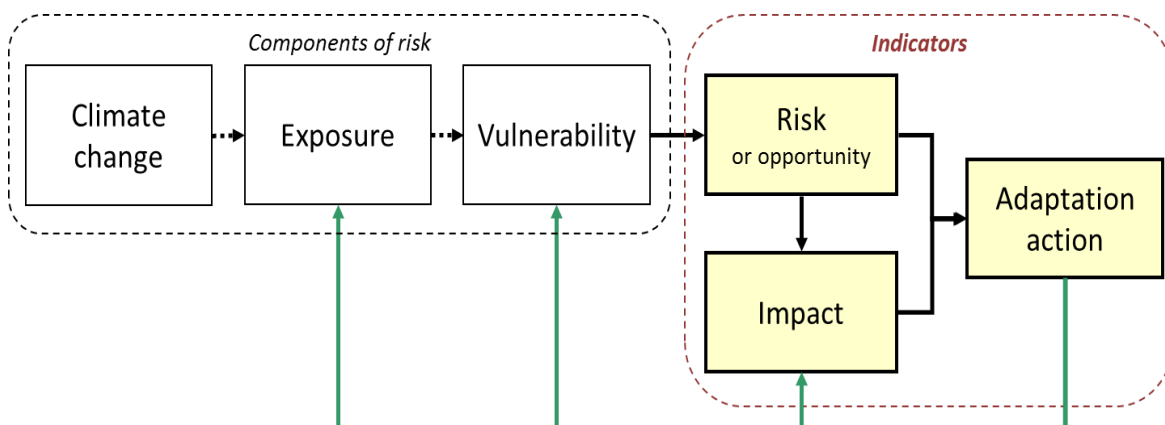 Components of risk
Indicators
Climate
change
Exposure
Vulnerability
Risk
or opportunity
Adaptation
action
Impact